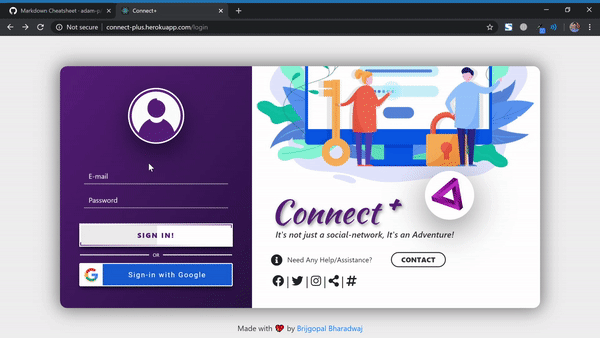 Markdown Cheatsheet · adam-p
Connect+
Not secure | connect-plus.herokuapp.com/login
E-mail
Password
SIGN IN!
OR
Sign-in with Google
Connect+
It's not just a social-network, It's an Adventure!
Need Any Help/Assistance?
CONTACT
Made with ❤ by Brijgopal Bharadwaj